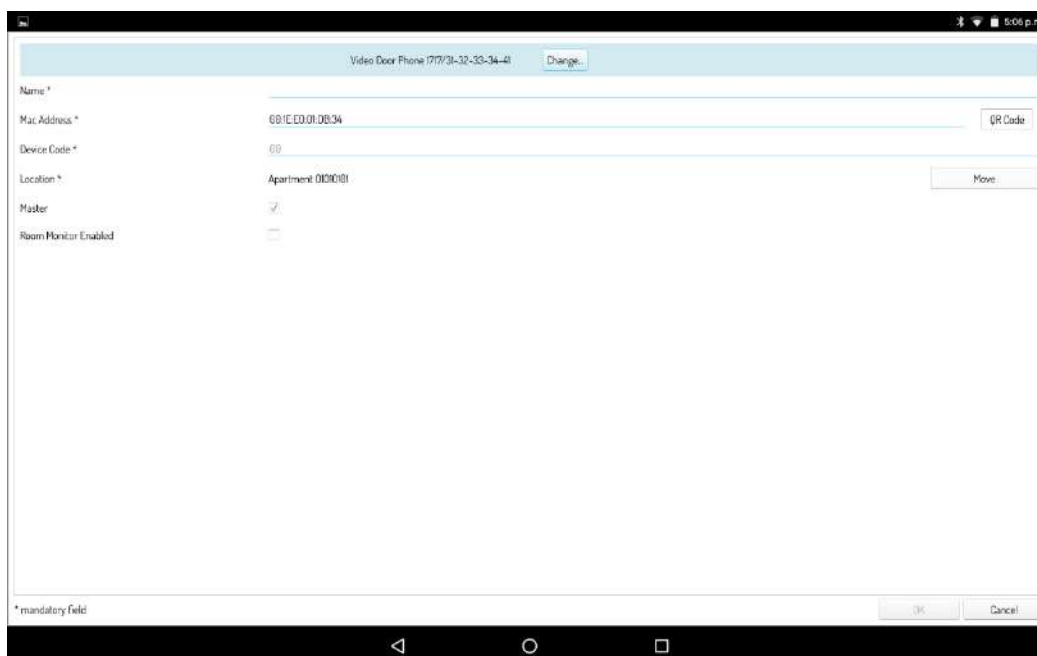 5:06 p.m
Video Door Phone 1717/31-32-33-34-41 Change..
Name *
Mac Address * 00:1E:E0:01:DB:34 QR Code
Device Code * 00
Location * Apartment 01010101 Move
Master
Room Monitor Enabled
* mandatory field OK Cancel